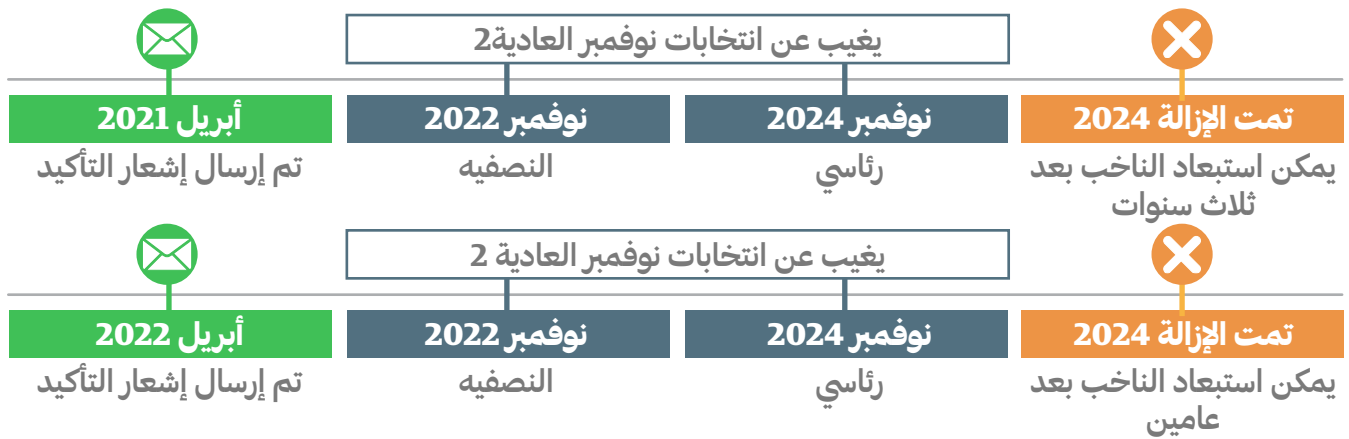 يغيب عن انتخابات نوفمبر العادية2
أبريل 2021
نوفمبر 2022
نوفمبر 2024
تمت الإزالة 2024
تم إرسال إشعار التأكيد
النصفيه
رئاسي
يمكن استبعاد الناخب بعد
ثلاث سنوات
يغيب عن انتخابات نوفمبر العادية 2
أبريل 2022
نوفمبر 2022
نوفمبر 2024
تمت الإزالة 2024
تم إرسال إشعار التأكيد
النصفيه
رئاسي
يمكن استبعاد الناخب بعد
عامين